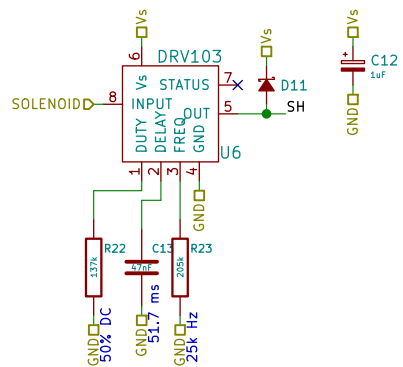 Vs
Vs
DRV103
6
Vs
C12
+
1uF
Vs
STATUS
7
D11
SOLENOID
8
INPUT
OUT
5
SH
DUTY
DELAY
FREQ
GND
U6
GND
1
2
3
4
GND
R22
137k
C13
47nF
R23
205k
GND
50% DC
GND
51.7 ms
GND
25k Hz